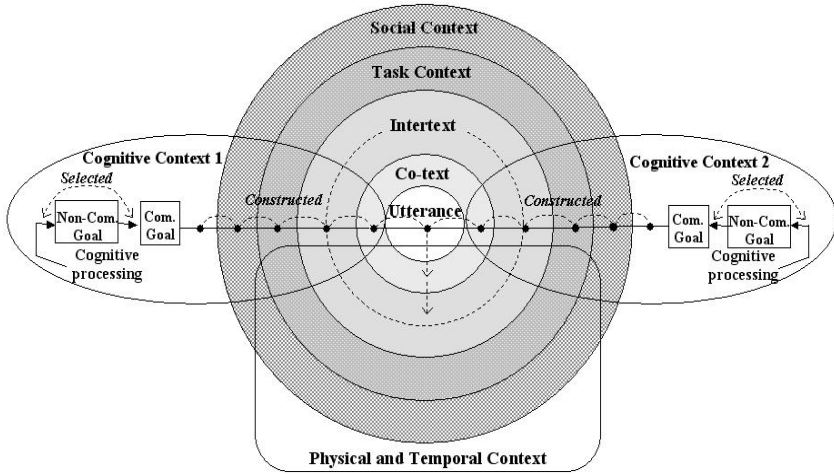 Social Context
Task Context
Intertext
Cognitive Context 1
Cognitive Context 2
Co-text
Selected
Selected
Constructed
Constructed
Utterance
Non-Com.
Goal
Com.
Goal
Com.
Goal
Non-Com.
Goal
Cognitive
processing
Cognitive
processing
Physical and Temporal Context